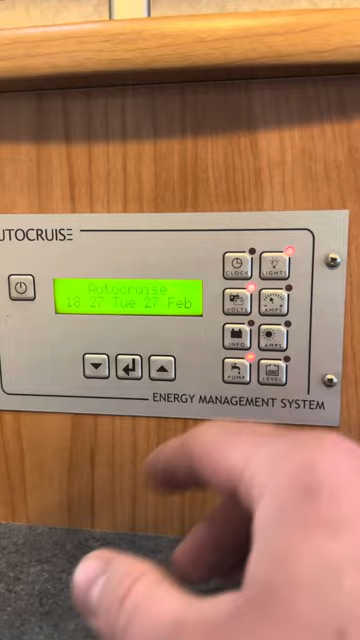 UTOCRUISE
CLOCK
LIGHTS
Autocruise
18 27 Tue 27 Feb
VOLTS
AMPS
INFO
AMPS
PUMP
LEVEL
ENERGY MANAGEMENT SYSTEM